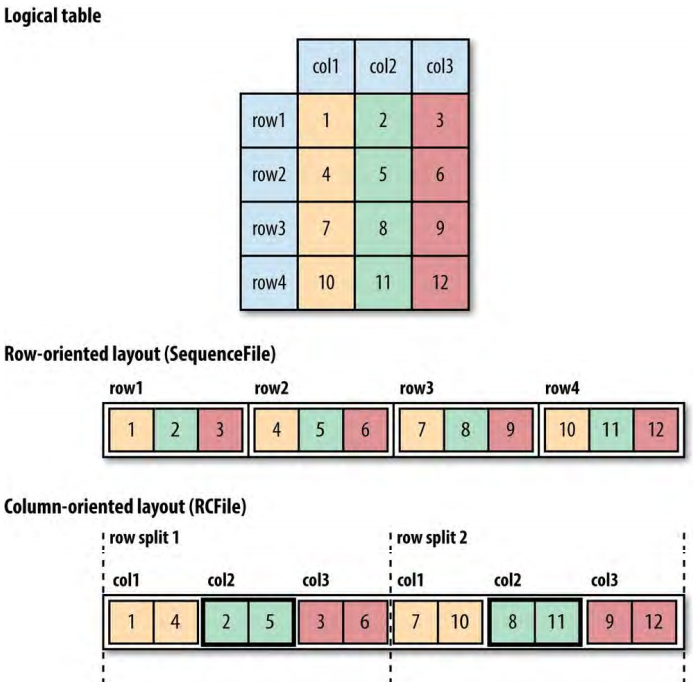 Logical table
col1 col2 col3
row1 1 2 3
row2 4 5 6
row3 7 8 9
row4 10 11 12
Row-oriented layout (SequenceFile)
row1 row2 row3 row4
1 2 3 4 5 6 7 8 9 10 11 12
Column-oriented layout (RCFile)
row split 1 row split 2
col1 col2 col3 col1 col2 col3
1 4 2 5 3 6 7 10 8 11 9 12